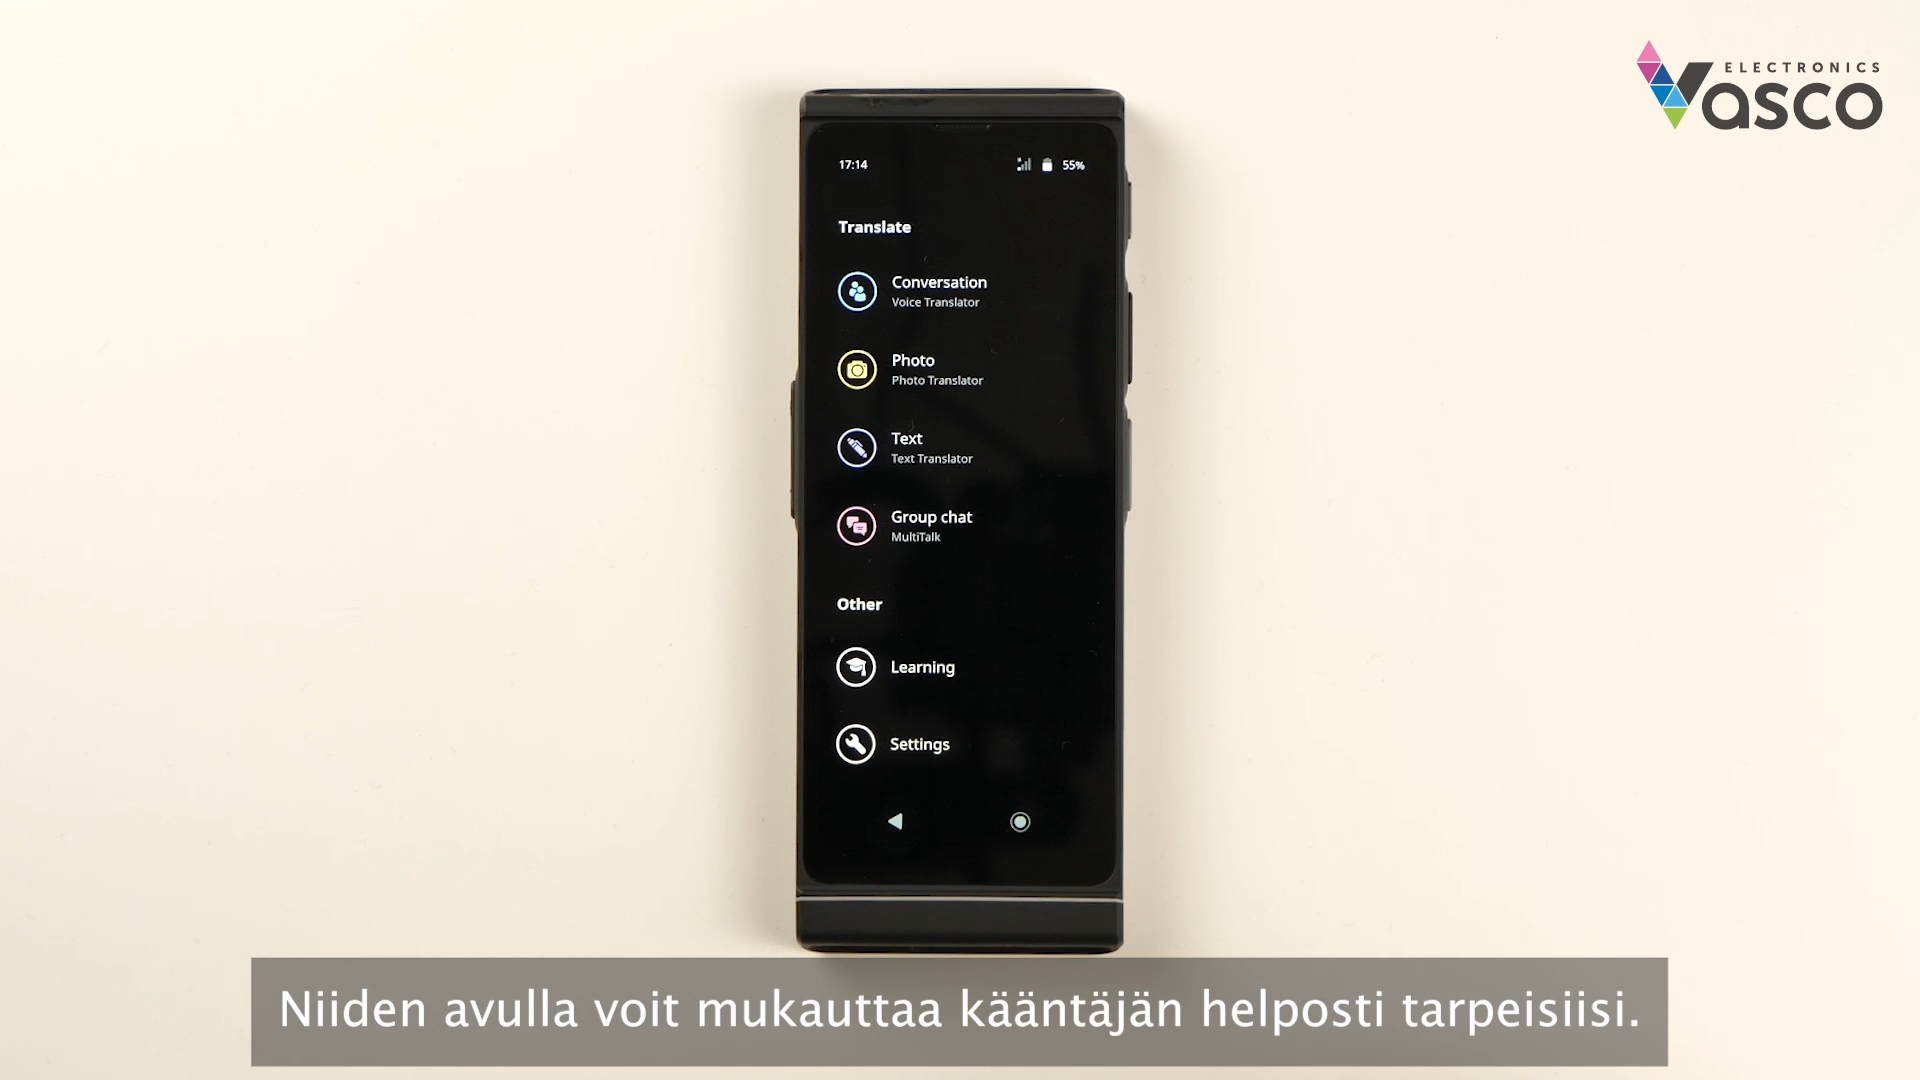 ELECTRONICS
Vasco
17:14
55%
Translate
Conversation
Voice Translator
Photo
Photo Translator
Text
Text Translator
Group chat
MultiTalk
Other
Learning
Settings
Niiden avulla voit mukauttaa kääntäjän helposti tarpeisiisi.